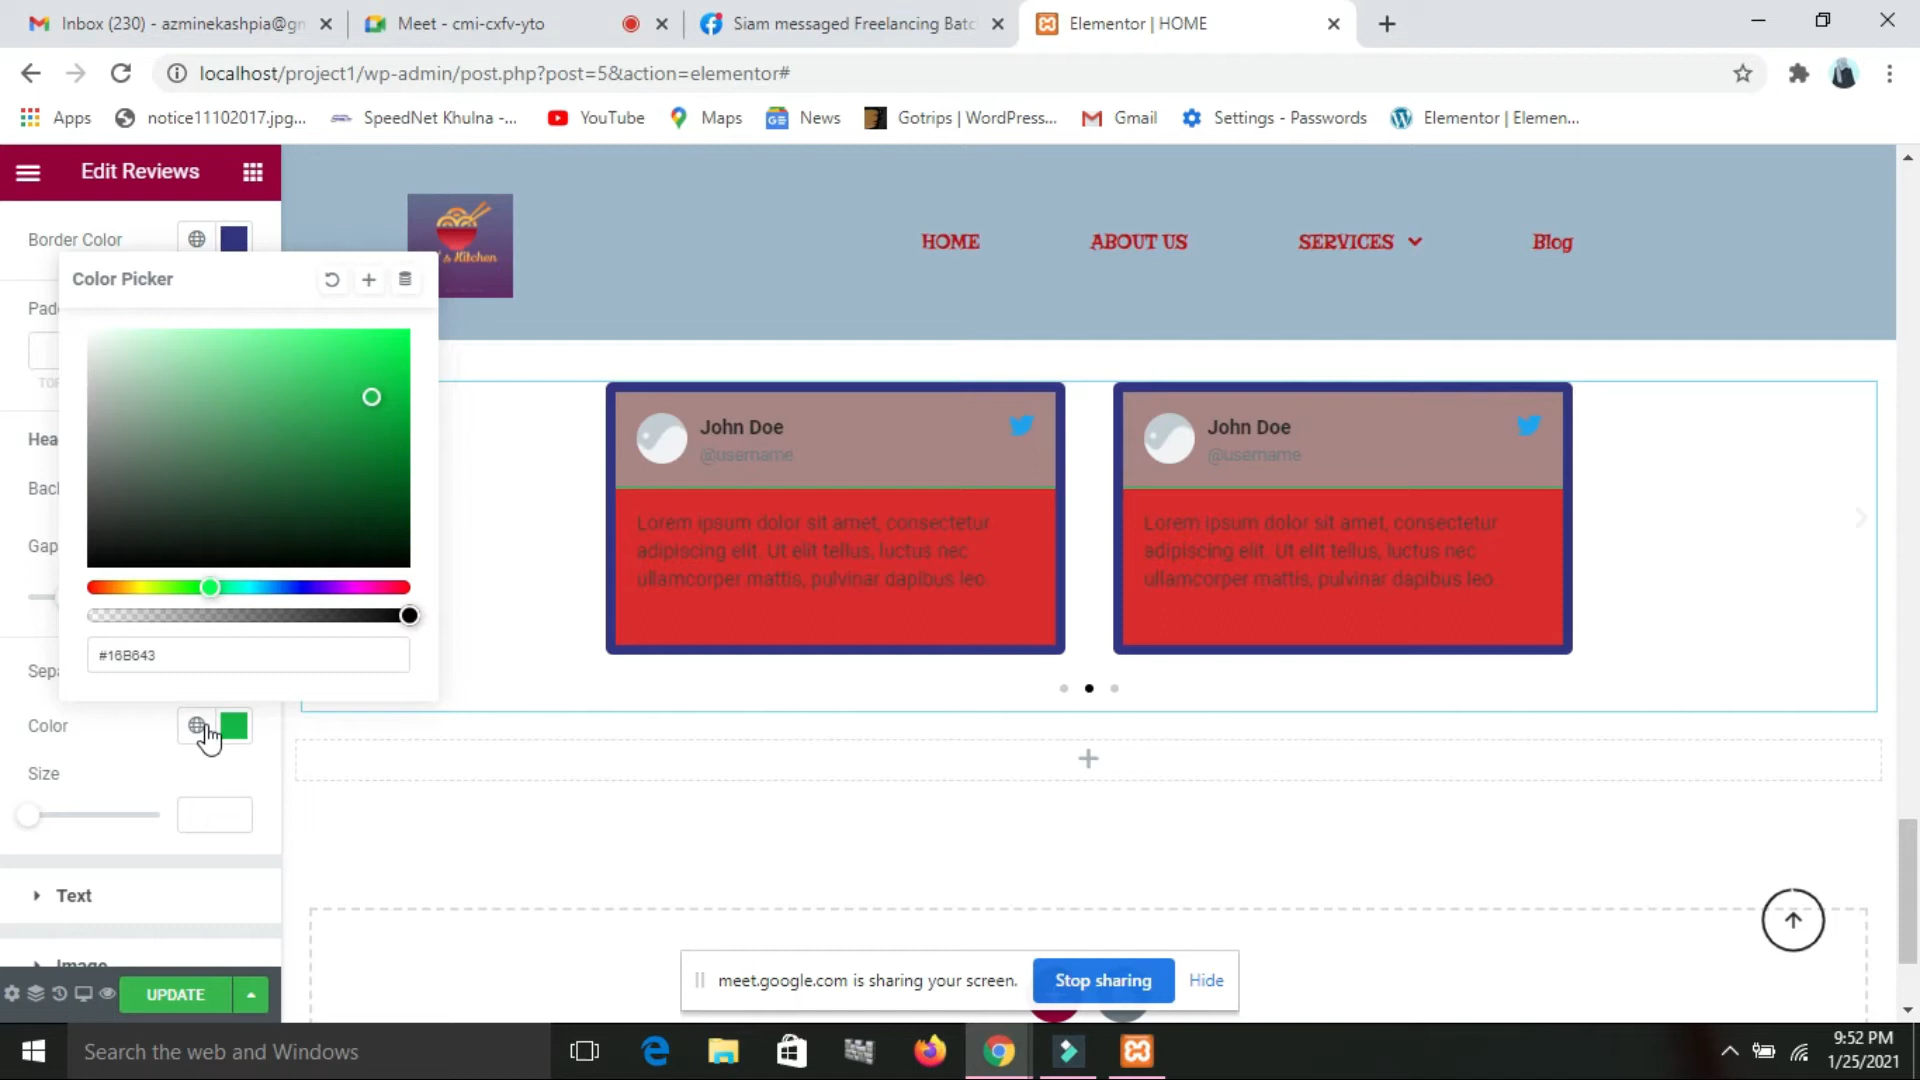 Inbox (230) - azminekashpia@gm
Meet - cmi-cxfv-yto
Siam messaged Freelancing Batc
Elementor | HOME
localhost/project1/wp-admin/post.php?post=5&action=elementor#
Apps
notice11102017.jpg...
SpeedNet Khulna -...
YouTube
Maps
News
Gotrips | WordPress...
Gmail
Settings - Passwords
Elementor | Elemen...
Edit Reviews
Border Color
Color Picker
#16B643
Color
Size
Text
Image
UPDATE
's Kitchen
HOME
ABOUT US
SERVICES
Blog
John Doe
@username
Lorem ipsum dolor sit amet, consectetur
adipiscing elit. Ut elit tellus, luctus nec
ullamcorper mattis, pulvinar dapibus leo
John Doe
@username
Lorem ipsum dolor sit amet, consectetur
adipiscing elit. Ut elit tellus, luctus nec
ullamcorper mattis, pulvinar dapibus leo
meet.google.com is sharing your screen.
Stop sharing
Hide
Search the web and Windows
9:52 PM
1/25/2021